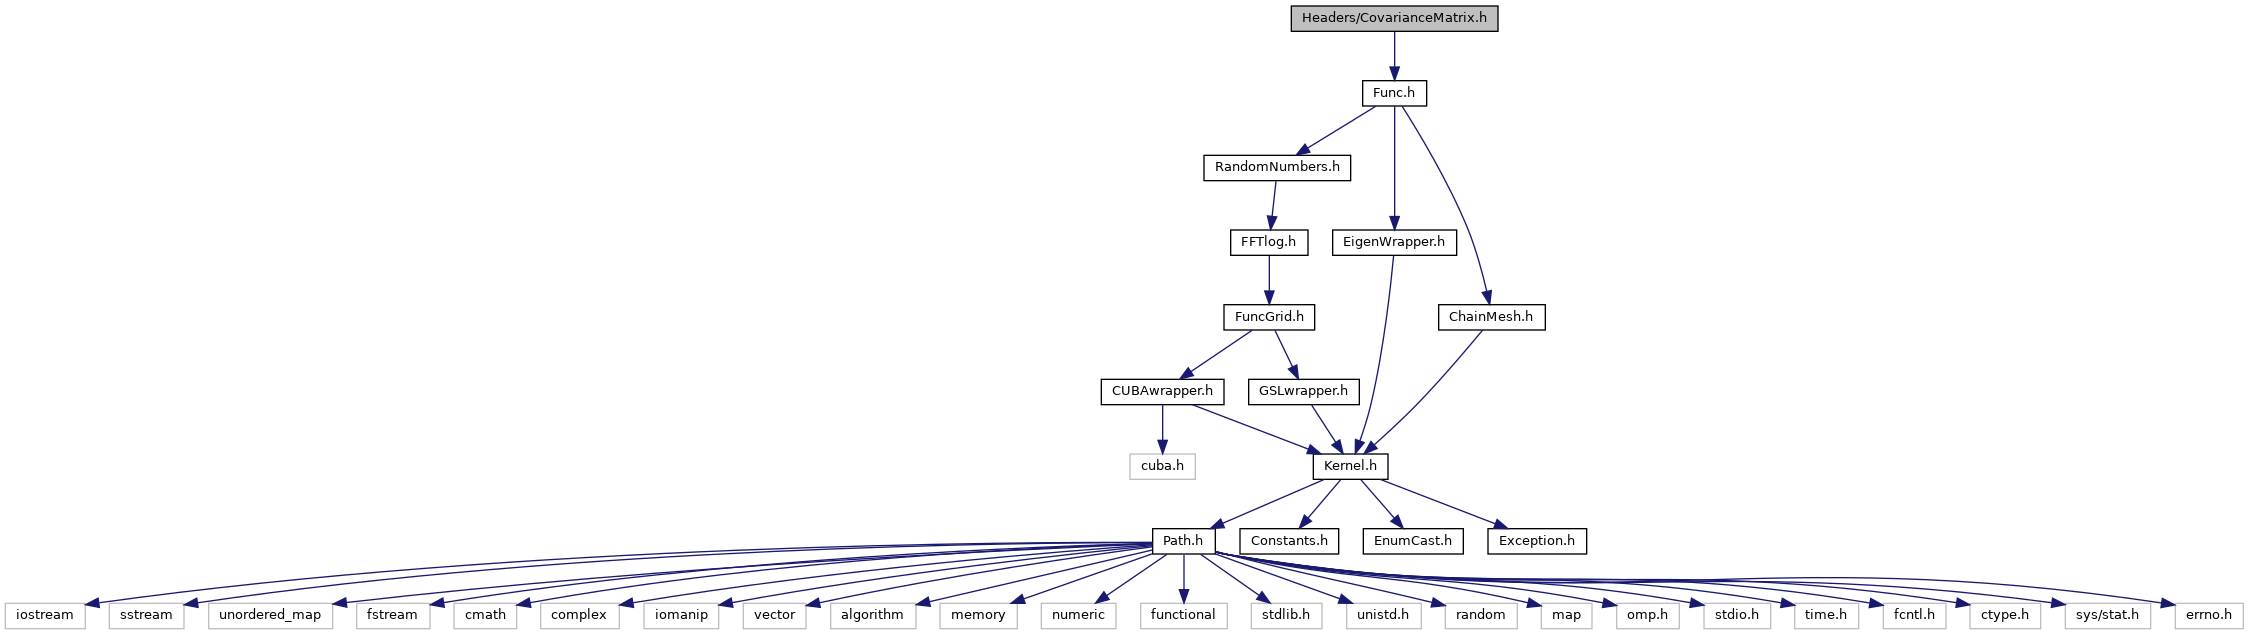 Headers/CovarianceMatrix.h
Func.h
RandomNumbers.h
FFTlog.h
EigenWrapper.h
FuncGrid.h
ChainMesh.h
CUBAwrapper.h
GSLwrapper.h
cuba.h
Kernel.h
Path.h
Constants.h
EnumCast.h
Exception.h
iostream
sstream
unordered_map
fstream
cmath
complex
iomanip
vector
algorithm
memory
numeric
functional
stdlib.h
unistd.h
random
map
omp.h
stdio.h
time.h
fcntl.h
ctype.h
sys/stat.h
errno.h